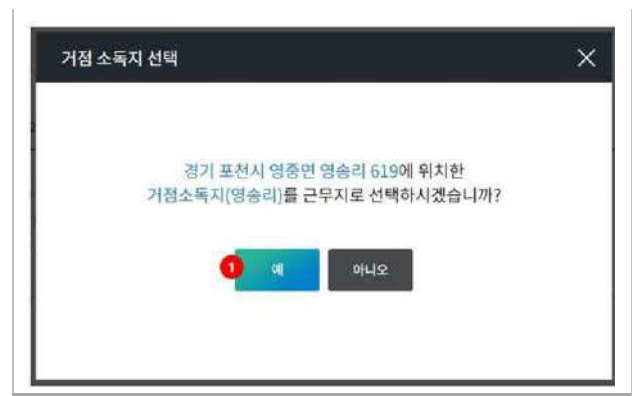 거점 소독지 선택
경기 포천시 영중면 영송리 619에 위치한
거점소독지(영송리)를 근무지로 선택하시겠습니까?
1 예 아니오